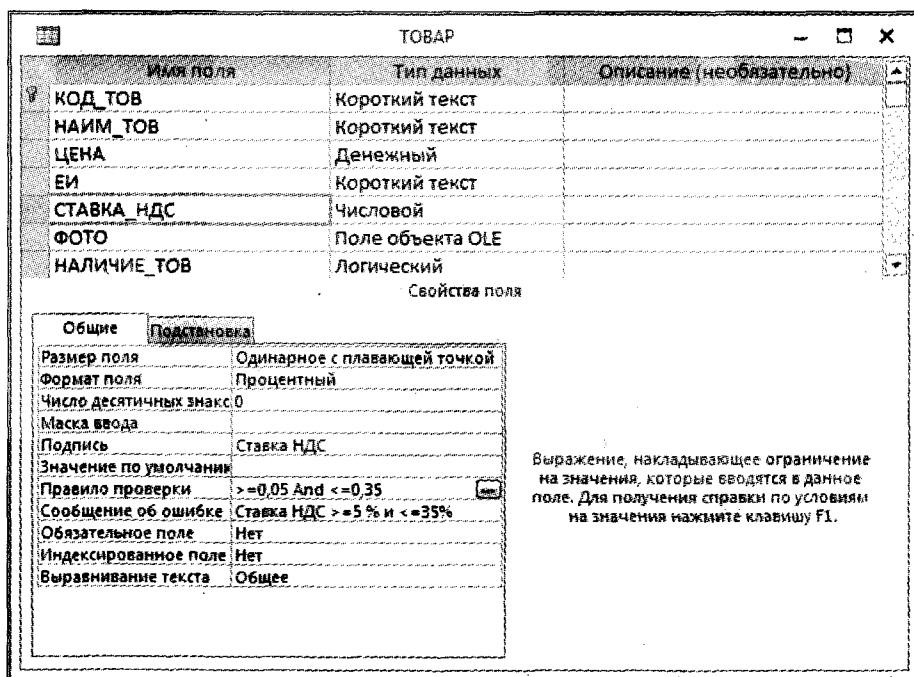 ТОВАР
Имя поля Тип данных Описание (необязательно)
КОД_ТОВ Короткий текст
НАИМ_ТОВ Короткий текст
ЦЕНА Денежный
ЕИ Короткий текст
СТАВКА_НДС Числовой
ФОТО Поле объекта OLE
НАЛИЧИЕ_ТОВ Логический
Свойства поля
Общие Подстановка
Размер поля Одинарное с плавающей точкой
Формат поля Процентный
Число десятичных знакс 0
Маска ввода
Подпись Ставка НДС
Значение по умолчани
Правило проверки >=0,05 And <=0,35
Сообщение об ошибке Ставка НДС >=5 % и <=35%
Обязательное поле Нет
Индексированное поле Нет
Выравнивание текста Общее
Выражение, накладывающее ограничение
на значения, которые вводятся в данное
поле. Для получения справки по условиям
на значения нажмите клавишу F1.